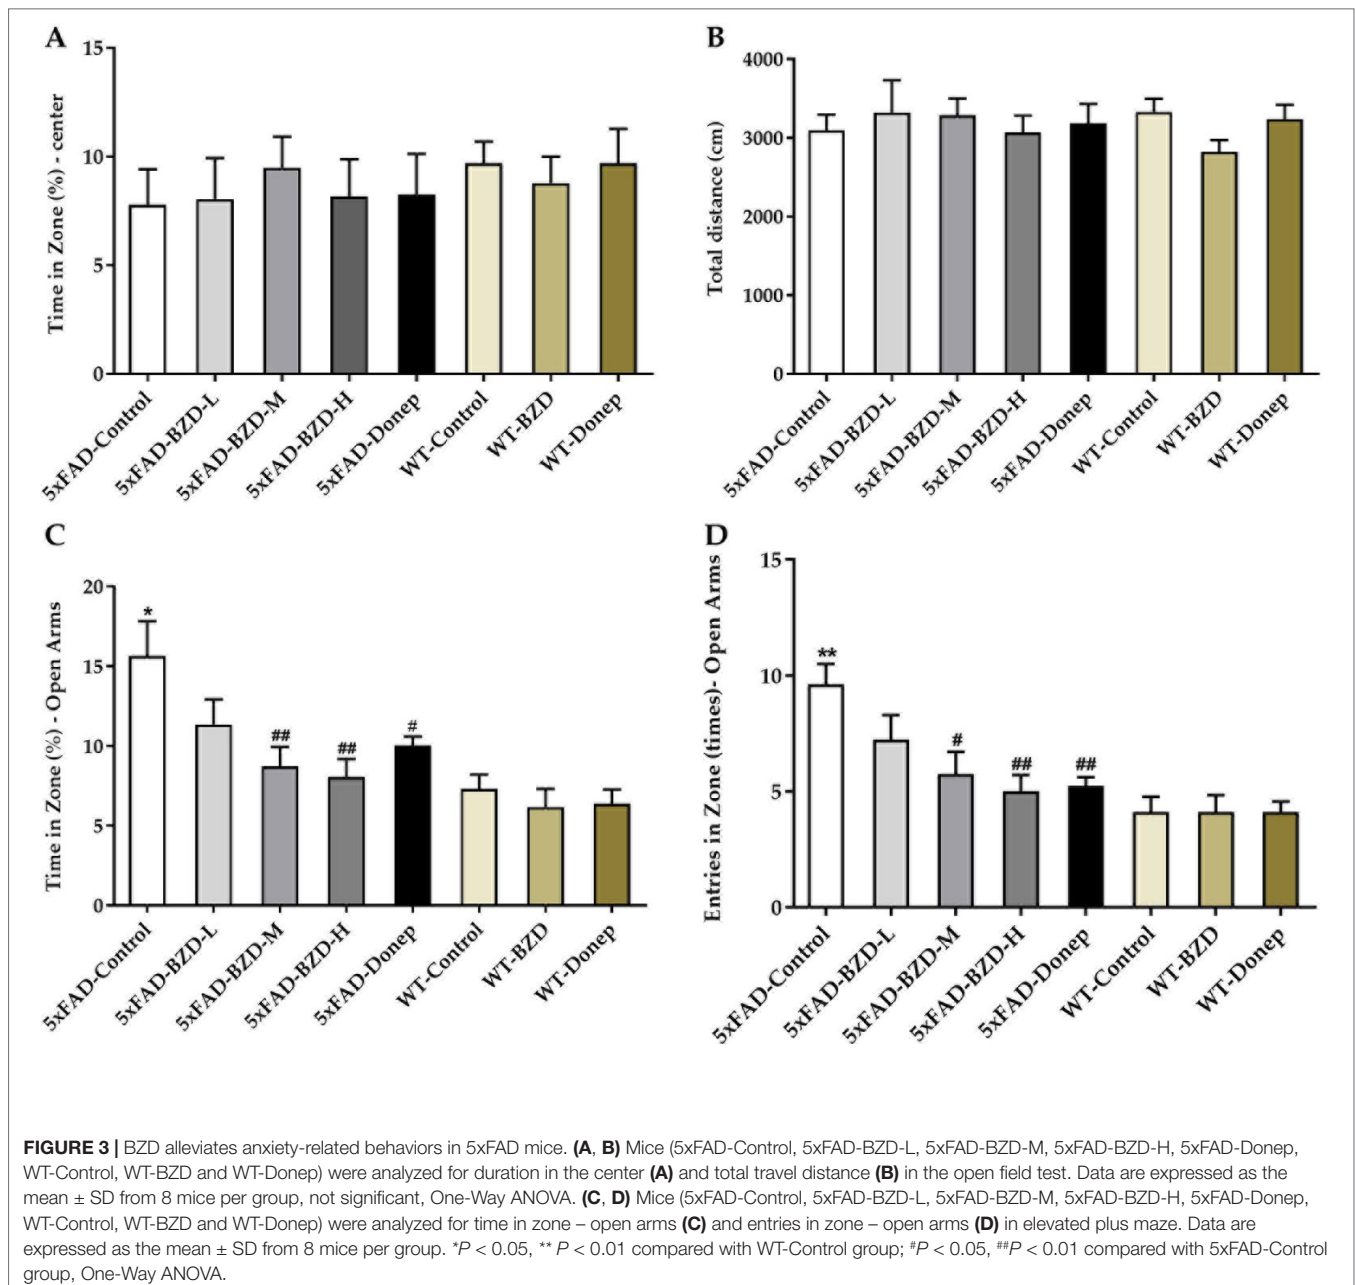 A
Time in Zone (%) - center
15
10
5
0
5xFAD-Control
5xFAD-BZD-L
5xFAD-BZD-M
5xFAD-BZD-H
5xFAD-Donep
WT-Control
WT-BZD
WT-Donep
B
Total distance (cm)
4000
3000
2000
1000
0
5xFAD-Control
5xFAD-BZD-L
5xFAD-BZD-M
5xFAD-BZD-H
5xFAD-Donep
WT-Control
WT-BZD
WT-Donep
C
Time in Zone (%) - Open Arms
20
15
10
5
0
*
##
##
#
5xFAD-Control
5xFAD-BZD-L
5xFAD-BZD-M
5xFAD-BZD-H
5xFAD-Donep
WT-Control
WT-BZD
WT-Donep
D
Entries in Zone (times)- Open Arms
15
10
5
0
**
#
##
##
5xFAD-Control
5xFAD-BZD-L
5xFAD-BZD-M
5xFAD-BZD-H
5xFAD-Donep
WT-Control
WT-BZD
WT-Donep
FIGURE 3 | BZD alleviates anxiety-related behaviors in 5xFAD mice. (A, B) Mice (5xFAD-Control, 5xFAD-BZD-L, 5xFAD-BZD-M, 5xFAD-BZD-H, 5xFAD-Donep,
WT-Control, WT-BZD and WT-Donep) were analyzed for duration in the center (A) and total travel distance (B) in the open field test. Data are expressed as the
mean ± SD from 8 mice per group, not significant, One-Way ANOVA. (C, D) Mice (5xFAD-Control, 5xFAD-BZD-L, 5xFAD-BZD-M, 5xFAD-BZD-H, 5xFAD-Donep,
WT-Control, WT-BZD and WT-Donep) were analyzed for time in zone – open arms (C) and entries in zone – open arms (D) in elevated plus maze. Data are
expressed as the mean ± SD from 8 mice per group. *P < 0.05, ** P < 0.01 compared with WT-Control group; #P < 0.05, ##P < 0.01 compared with 5xFAD-Control
group, One-Way ANOVA.